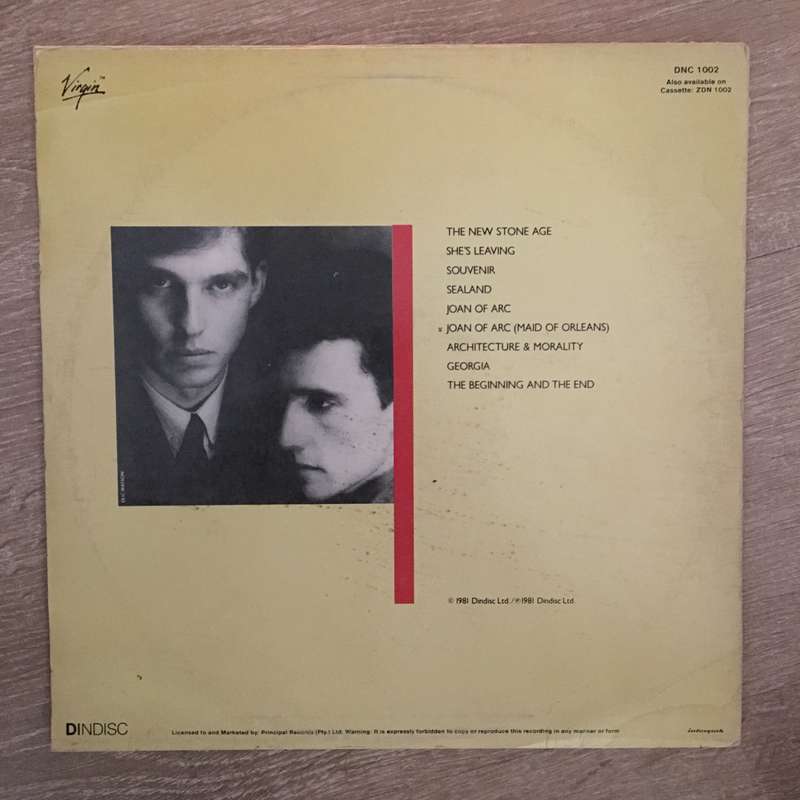 Virgin
DNC 1002
Also available on
Cassette: ZDN 1002
THE NEW STONE AGE
SHE'S LEAVING
SOUVENIR
SEALAND
JOAN OF ARC
JOAN OF ARC (MAID OF ORLEANS)
ARCHITECTURE & MORALITY
GEORGIA
THE BEGINNING AND THE END
ERIC WATSON
© 1981 Dindisc Ltd./℗1981 Dindisc Ltd.
DINDISC
Licensed to and Marketed by: Principal Records (Pty.) Ltd. Warning: It is expressly forbidden to copy or reproduce this recording in any manner or form